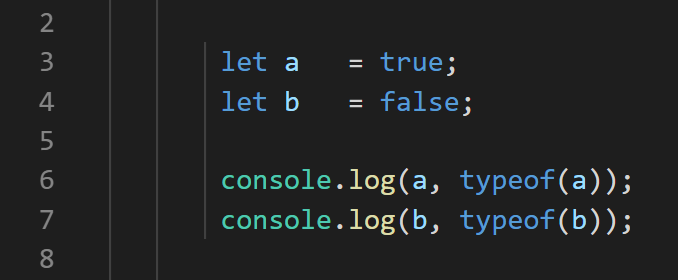 2
3 let a   = true;
4 let b   = false;
5
6 console.log(a, typeof(a));
7 console.log(b, typeof(b));
8